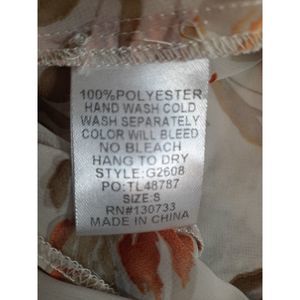 100%POLYESTER
HAND WASH COLD
WASH SEPARATELY
COLOR WILL BLEED
NO BLEACH
HANG TO DRY
STYLE:G2608
PO:TL48787
SIZE:S
RN#130733
MADE IN CHINA